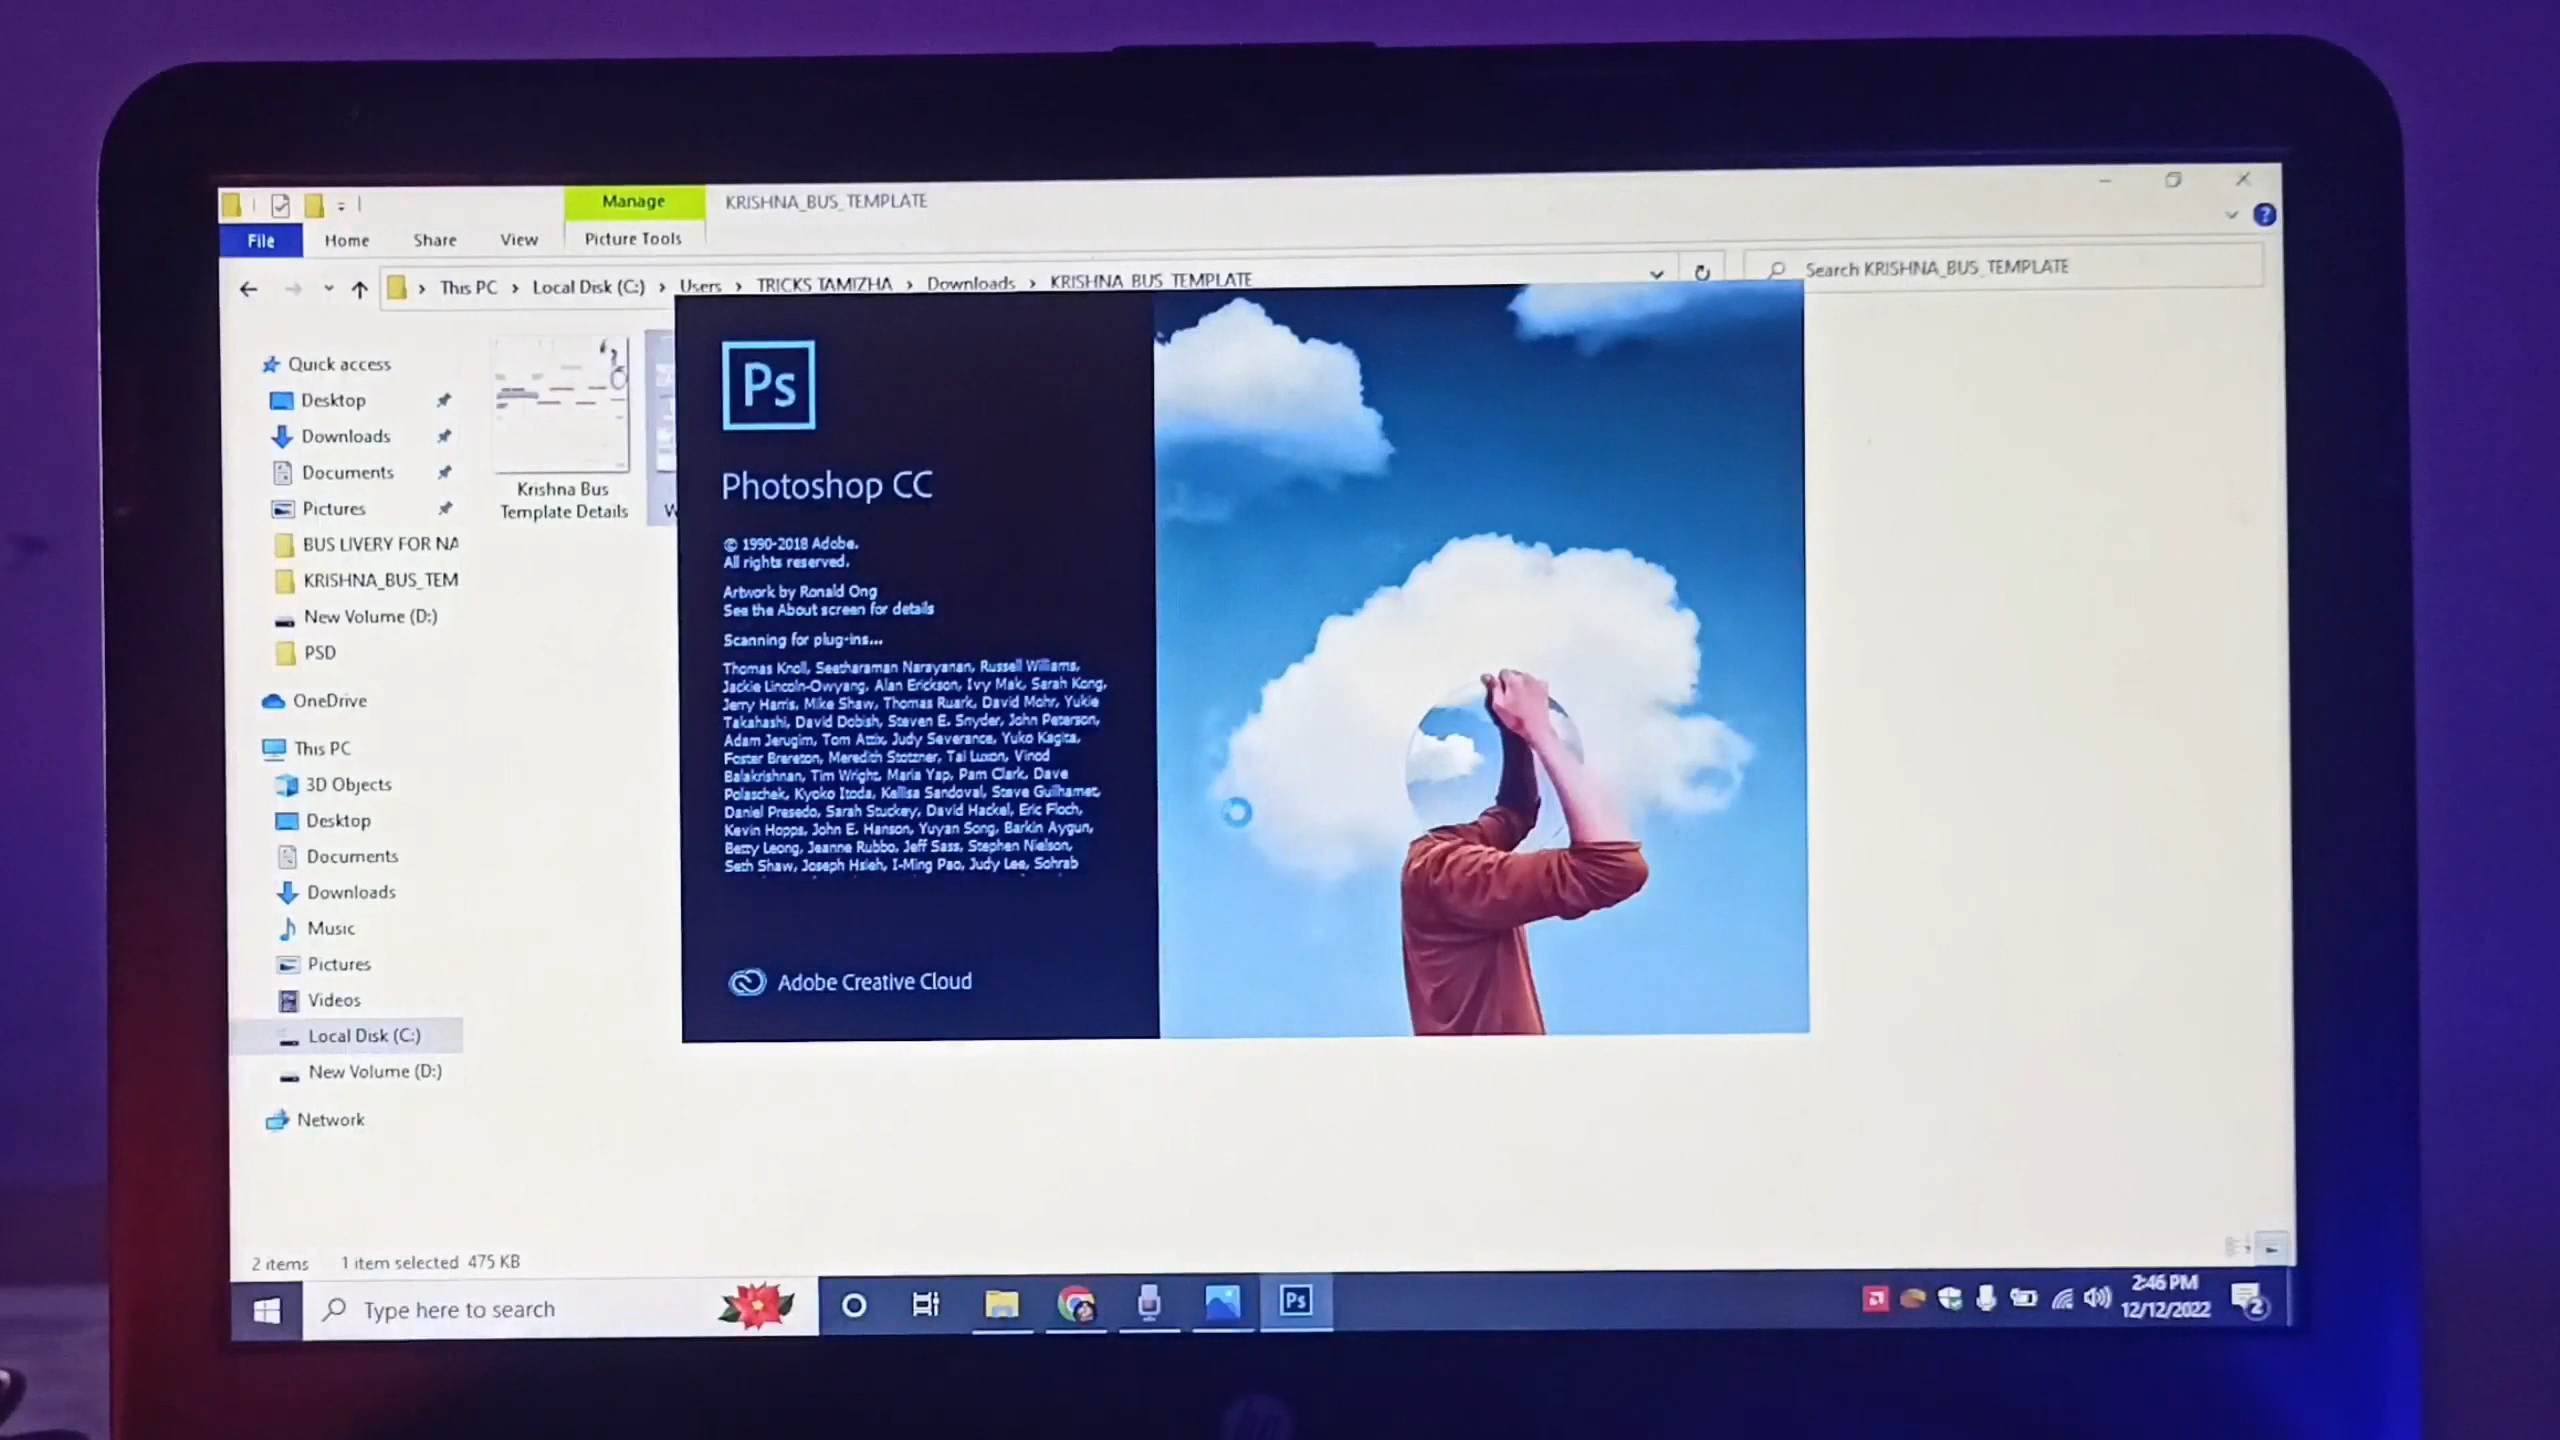 Manage
KRISHNA_BUS_TEMPLATE
File
Home
Share
View
Picture Tools
This PC
Local Disk (C:)
Users
TRICKS TAMIZHA
Downloads
KRISHNA_BUS_TEMPLATE
Search KRISHNA_BUS_TEMPLATE
Quick access
Desktop
Downloads
Documents
Pictures
BUS LIVERY FOR NA
KRISHNA_BUS_TEM
New Volume (D:)
PSD
OneDrive
This PC
3D Objects
Desktop
Documents
Downloads
Music
Pictures
Videos
Local Disk (C:)
New Volume (D:)
Network
Krishna Bus
Template Details
Ps
Photoshop CC
© 1990-2018 Adobe.
All rights reserved.
Artwork by Ronald Ong
See the About screen for details
Scanning for plug-ins...
Thomas Knoll, Seetharaman Narayanan, Russell Williams,
Jackie Lincoln-Owyang, Alan Erickson, Ivy Mak, Sarah Kong,
Jerry Harris, Mike Shaw, Thomas Ruark, David Mohr, Yukie
Takahashi, David Dobish, Steven E. Snyder, John Peterson,
Adam Jerugim, Tom Attix, Judy Severance, Yuko Kagita,
Foster Brereton, Meredith Stotzner, Tai Luxon, Vinod
Balakrishnan, Tim Wright, Maria Yap, Pam Clark, Dave
Polaschek, Kyoko Itoda, Kellisa Sandoval, Steve Guilhamet,
Daniel Presedo, Sarah Stuckey, David Hackel, Eric Floch,
Kevin Hopps, John E. Hanson, Yuyan Song, Barkin Aygun,
Betty Leong, Jeanne Rubbo, Jeff Sass, Stephen Nielson,
Seth Shaw, Joseph Hsieh, I-Ming Pao, Judy Lee, Sohrab
Adobe Creative Cloud
2 items
1 item selected 475 KB
Type here to search
Ps
2:46 PM
12/12/2022
2